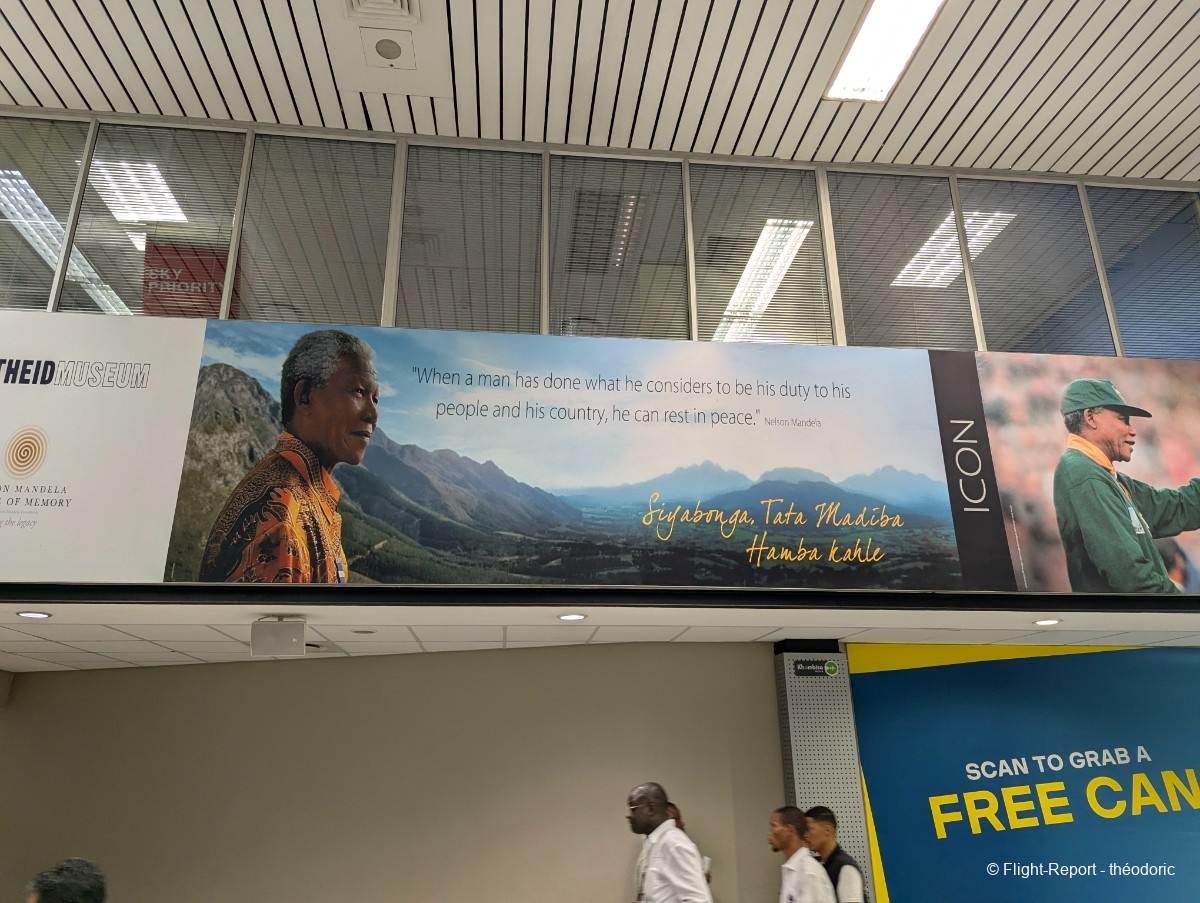 SKY
PRIORITY
THEIDMUSEUM
ON MANDELA
E OF MEMORY
g the legacy
"When a man has done what he considers to be his duty to his
people and his country, he can rest in peace." Nelson Mandela
Siyabonga, Tata Madiba
Hamba kahle
ICON
Khambisa
SCAN TO GRAB A
FREE CAN
© Flight-Report - théodoric